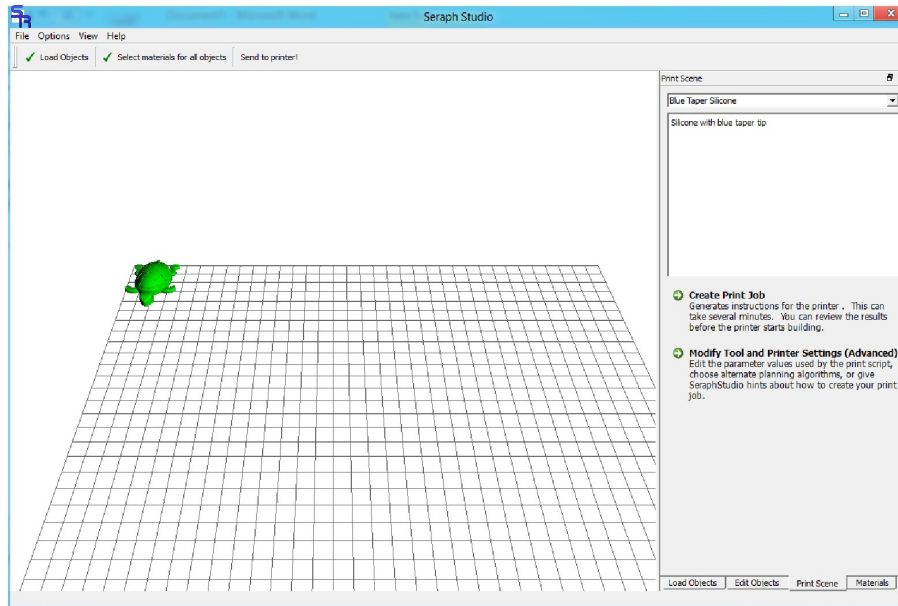 SR
Document1 - Microsoft Word
Seraph Studio
File Options View Help
Load Objects
Select materials for all objects
Send to printer!
Print Scene
Blue Taper Silicone
Silicone with blue taper tip
Create Print Job
Generates instructions for the printer . This can
take several minutes. You can review the results
before the printer starts building.
Modify Tool and Printer Settings (Advanced)
Edit the parameter values used by the print script,
choose alternate planning algorithms, or give
SeraphStudio hints about how to create your print
job.
Load Objects
Edit Objects
Print Scene
Materials